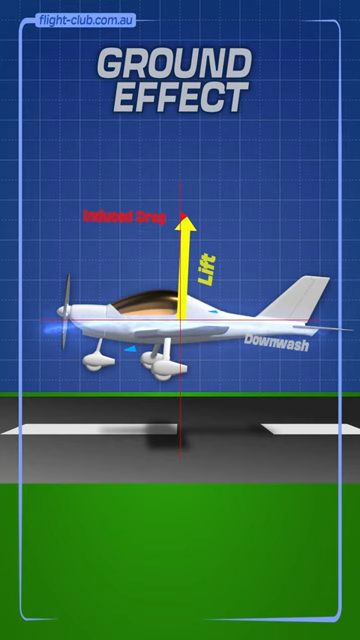 flight-club.com.au
GROUND
EFFECT
Induced Drag
Lift
Downwash